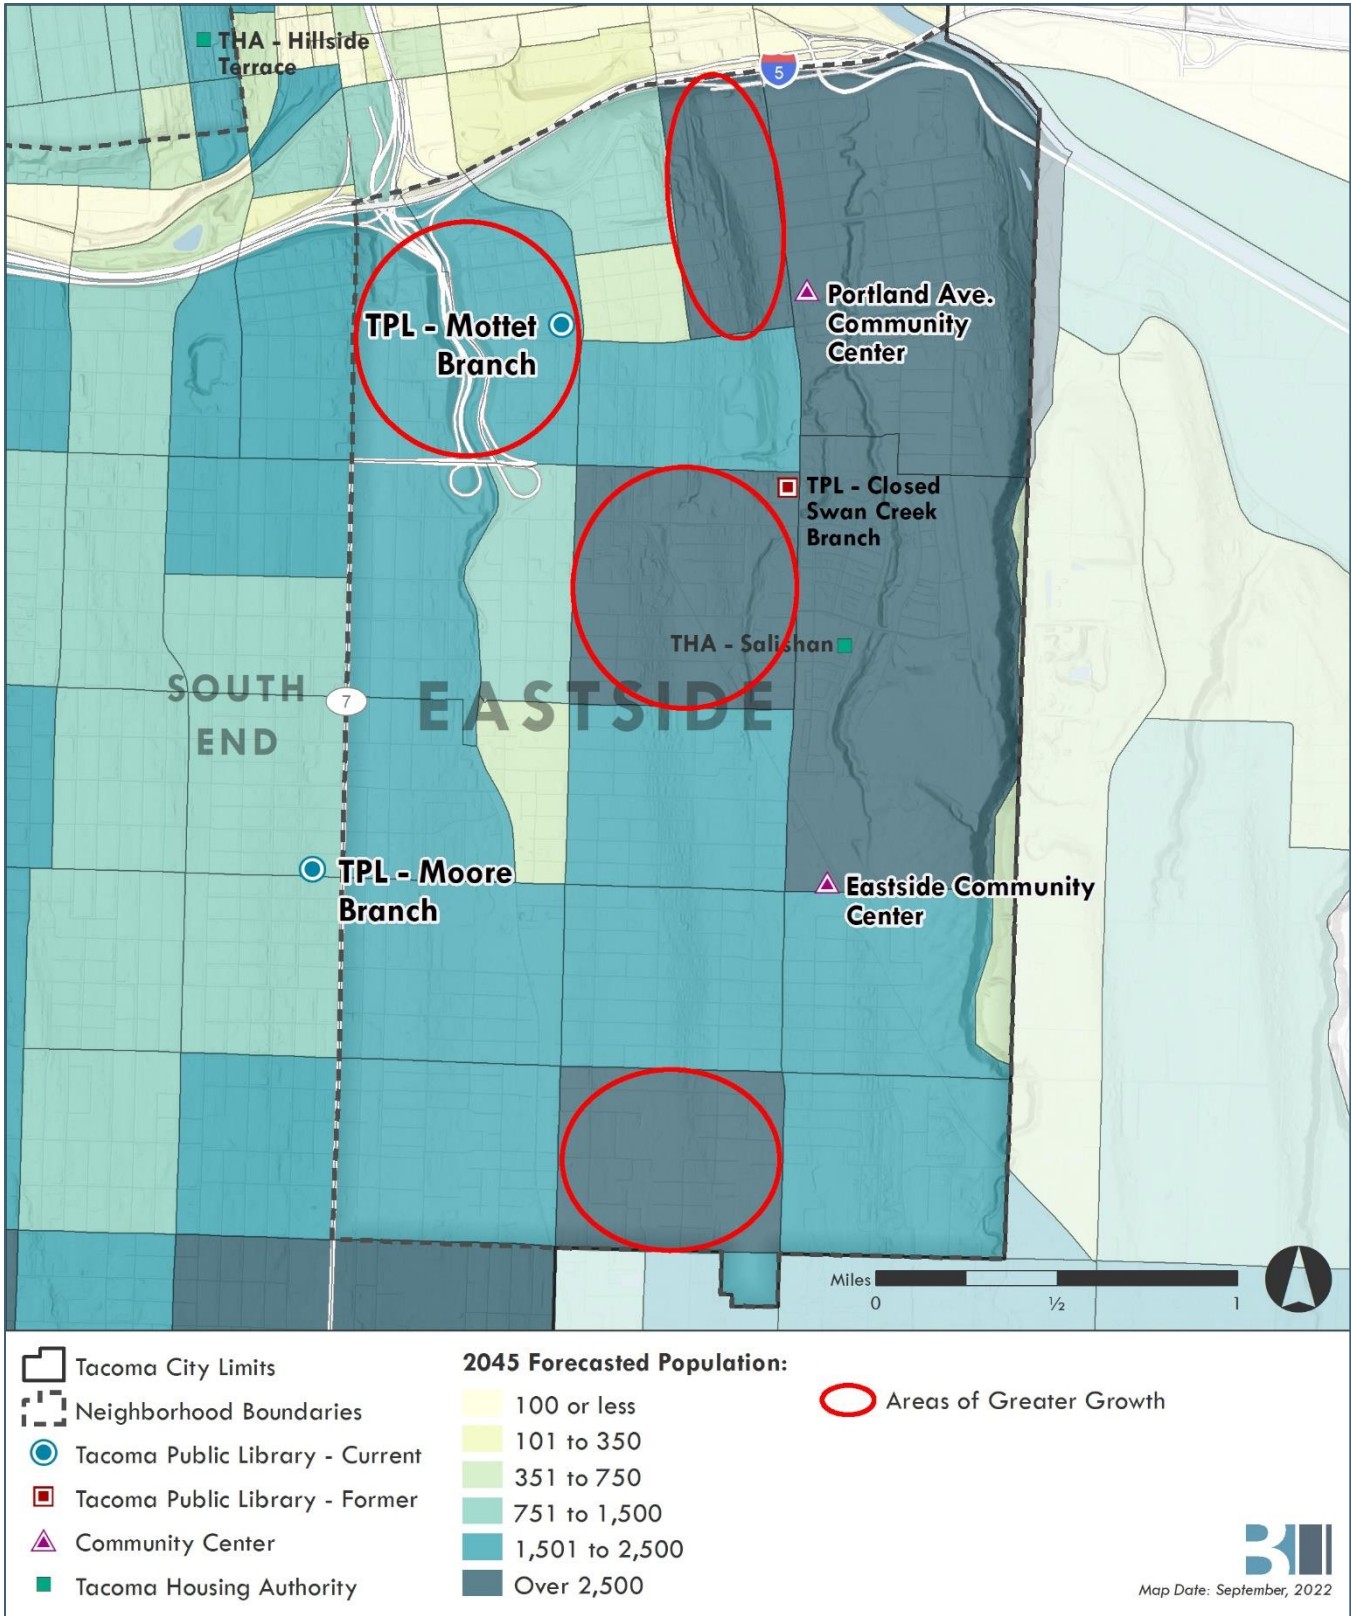 THA - Hillside
Terrace
5
TPL - Mottet
Branch
Portland Ave.
Community
Center
TPL - Closed
Swan Creek
Branch
THA - Salishan
SOUTH
END
7
EASTSIDE
TPL - Moore
Branch
Eastside Community
Center
Miles
0 ½ 1
Tacoma City Limits
Neighborhood Boundaries
Tacoma Public Library - Current
Tacoma Public Library - Former
Community Center
Tacoma Housing Authority
2045 Forecasted Population:
100 or less
101 to 350
351 to 750
751 to 1,500
1,501 to 2,500
Over 2,500
Areas of Greater Growth
Map Date: September, 2022